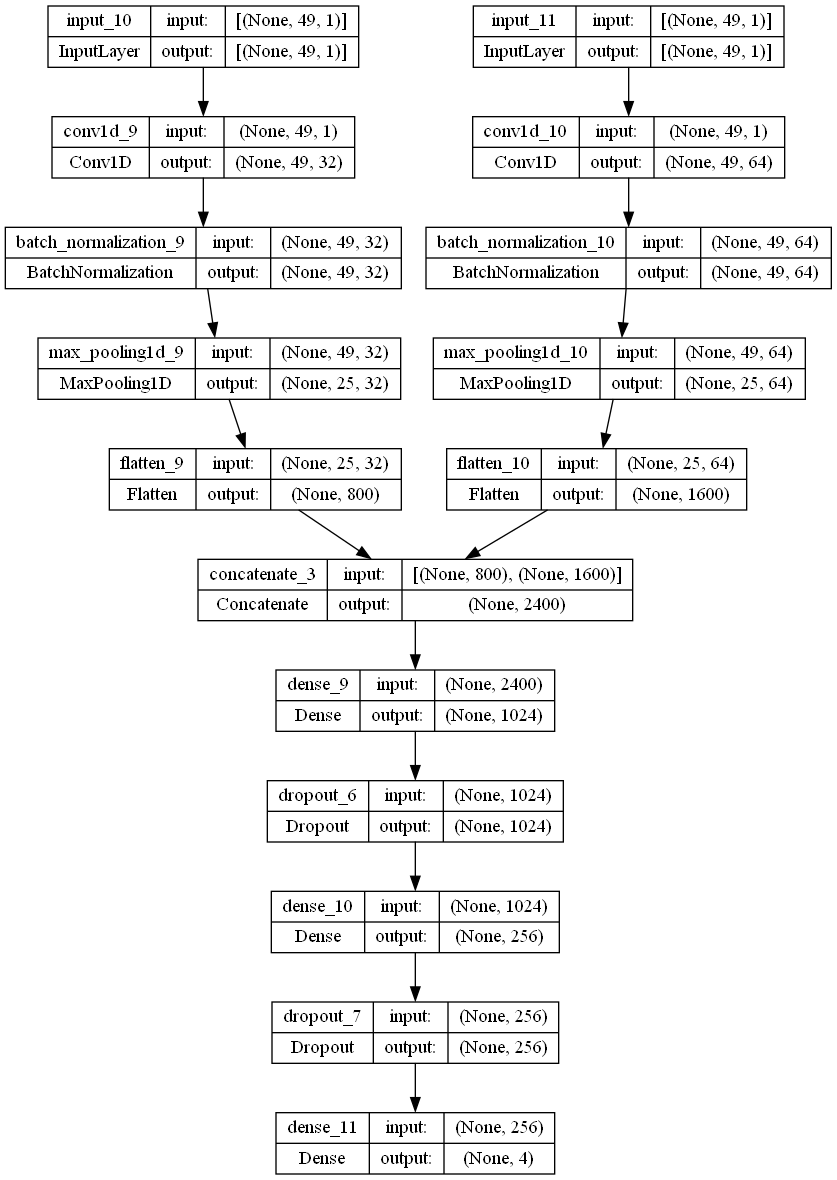 input_10 input: [(None, 49, 1)]
InputLayer output: [(None, 49, 1)]
input_11 input: [(None, 49, 1)]
InputLayer output: [(None, 49, 1)]
conv1d_9 input: (None, 49, 1)
Conv1D output: (None, 49, 32)
conv1d_10 input: (None, 49, 1)
Conv1D output: (None, 49, 64)
batch_normalization_9 input: (None, 49, 32)
BatchNormalization output: (None, 49, 32)
batch_normalization_10 input: (None, 49, 64)
BatchNormalization output: (None, 49, 64)
max_pooling1d_9 input: (None, 49, 32)
MaxPooling1D output: (None, 25, 32)
max_pooling1d_10 input: (None, 49, 64)
MaxPooling1D output: (None, 25, 64)
flatten_9 input: (None, 25, 32)
Flatten output: (None, 800)
flatten_10 input: (None, 25, 64)
Flatten output: (None, 1600)
concatenate_3 input: [(None, 800), (None, 1600)]
Concatenate output: (None, 2400)
dense_9 input: (None, 2400)
Dense output: (None, 1024)
dropout_6 input: (None, 1024)
Dropout output: (None, 1024)
dense_10 input: (None, 1024)
Dense output: (None, 256)
dropout_7 input: (None, 256)
Dropout output: (None, 256)
dense_11 input: (None, 256)
Dense output: (None, 4)